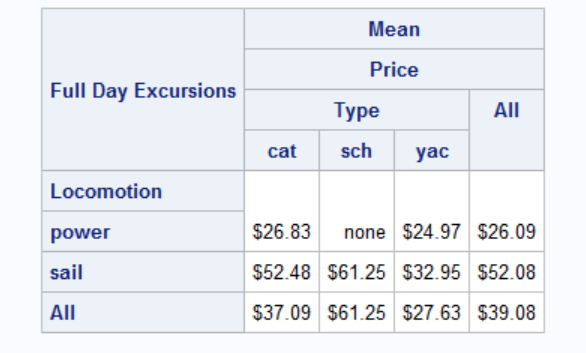 Mean
Price
Full Day Excursions
Type All
cat sch yac
Locomotion
power $26.83 none $24.97 $26.09
sail $52.48 $61.25 $32.95 $52.08
All $37.09 $61.25 $27.63 $39.08